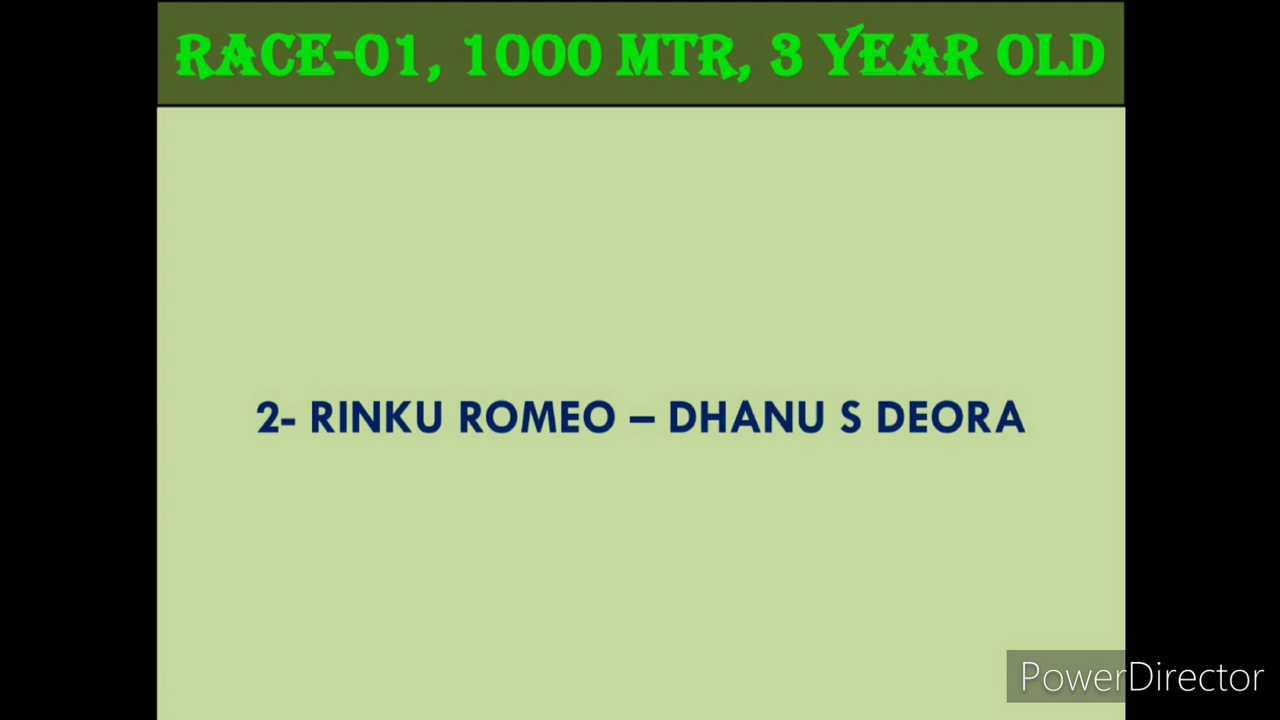 RACE-01, 1000 MTR, 3 YEAR OLD
2- RINKU ROMEO – DHANU S DEORA
PowerDirector